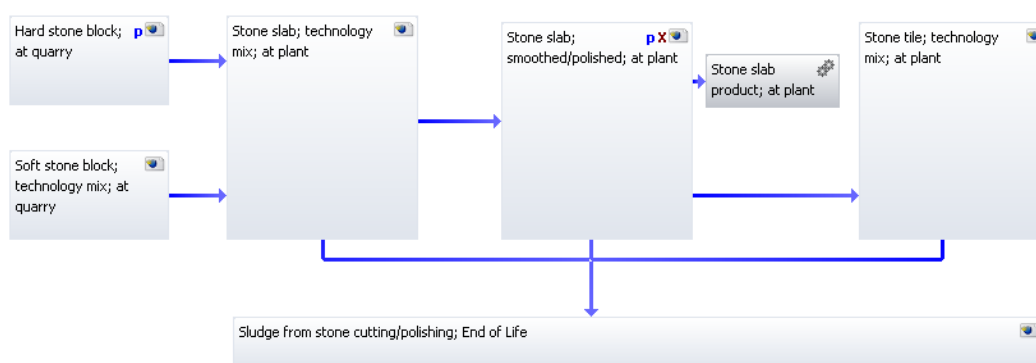 Hard stone block; p
at quarry
Stone slab; technology
mix; at plant
Stone slab; p X
smoothed/polished; at plant
Stone slab
product; at plant
Stone tile; technology
mix; at plant
Soft stone block;
technology mix; at
quarry
Sludge from stone cutting/polishing; End of Life